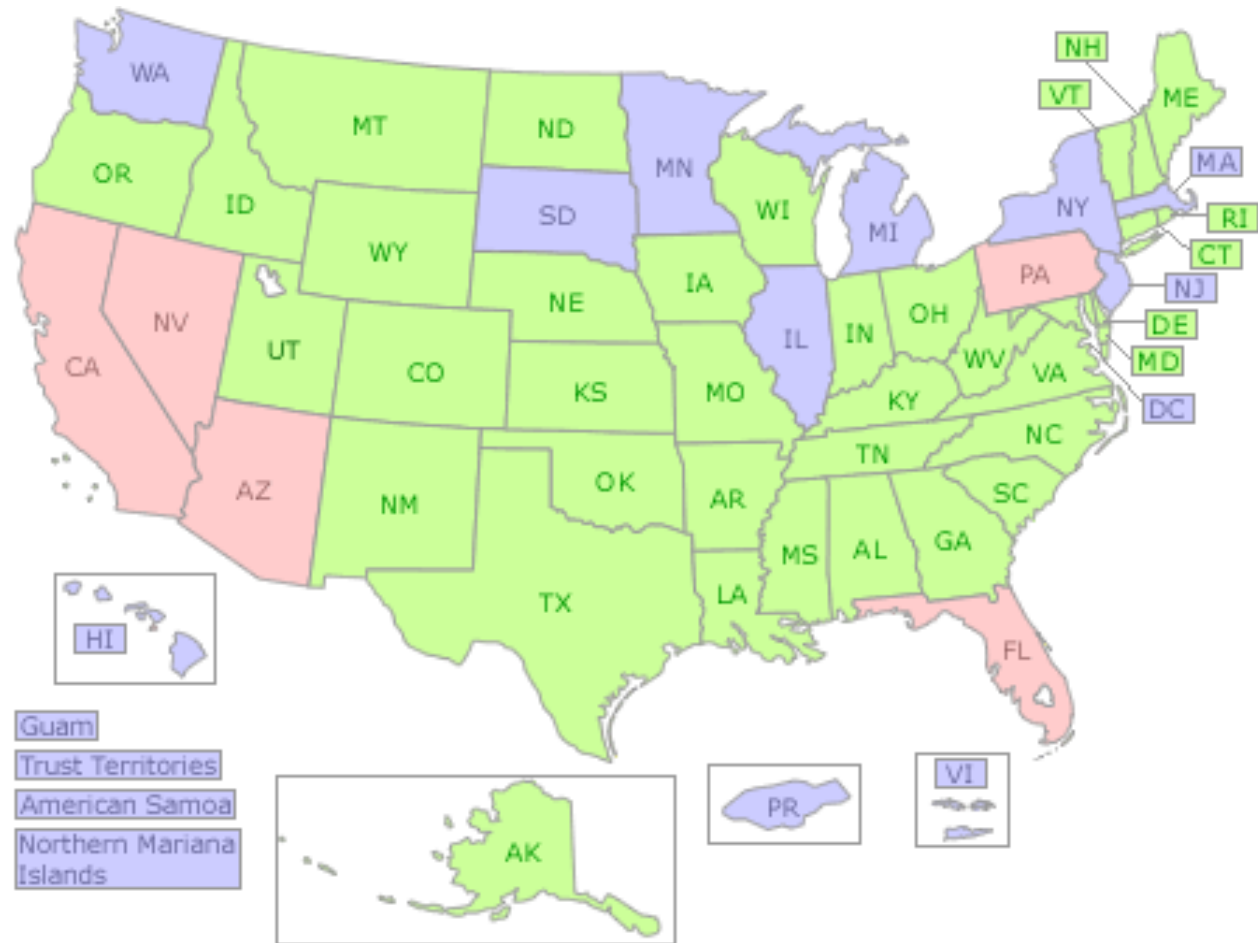 NH
WA
VT
ME
MT
ND
MN
MA
OR
WI
ID
SD
NY
RI
MI
WY
CT
PA
IA
NJ
NE
OH
NV
DE
IL
IN
UT
WV
MD
CA
CO
VA
KS
MO
KY
DC
NC
TN
OK
AZ
SC
AR
NM
GA
MS
AL
LA
TX
HI
FL
Guam
Trust Territories
VI
American Samoa
PR
Northern Mariana
Islands
AK